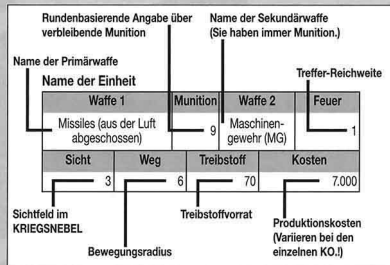 Rundenbasierende Angabe über
verbleibende Munition
Name der Sekundärwaffe
(Sie haben immer Munition.)
Name der Primärwaffe
Treffer-Reichweite
Name der Einheit
Waffe 1 Munition Waffe 2 Feuer
Missiles (aus der Luft
abgeschossen)
9
Maschinen-
gewehr (MG)
1
Sicht Weg Treibstoff Kosten
3 6 70 7.000
Sichtfeld im
KRIEGSNEBEL
Bewegungsradius
Treibstoffvorrat
Produktionskosten
(Variieren bei den
einzelnen KO.!)